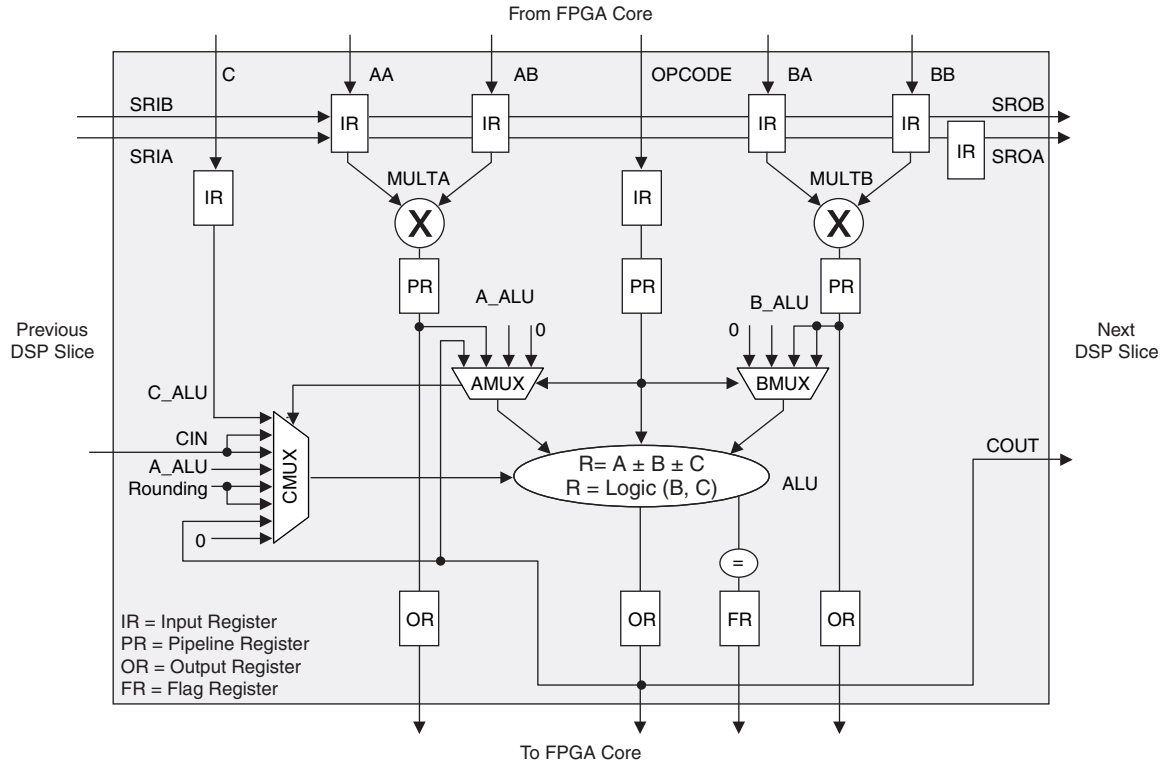 From FPGA Core
C
AA
AB
OPCODE
BA
BB
SRIB
SROB
IR
IR
IR
IR
SRIA
IR
SROA
IR
MULTA
IR
MULTB
X
X
PR
PR
PR
A_ALU
B_ALU
0
0
Previous
DSP Slice
Next
DSP Slice
AMUX
BMUX
C_ALU
CIN
A_ALU
Rounding
0
CMUX
R= A ± B ± C
R = Logic (B, C)
ALU
COUT
=
OR
OR
FR
OR
IR = Input Register
PR = Pipeline Register
OR = Output Register
FR = Flag Register
To FPGA Core